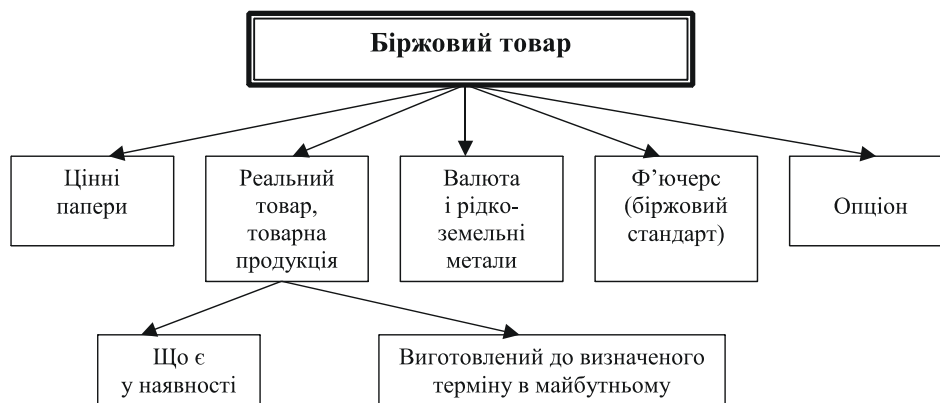 Біржовий товар
Цінні
папери
Реальний
товар,
товарна
продукція
Валюта
і рідко-
земельні
метали
Ф’ючерс
(біржовий
стандарт)
Опціон
Що є
у наявності
Виготовлений до визначеного
терміну в майбутньому